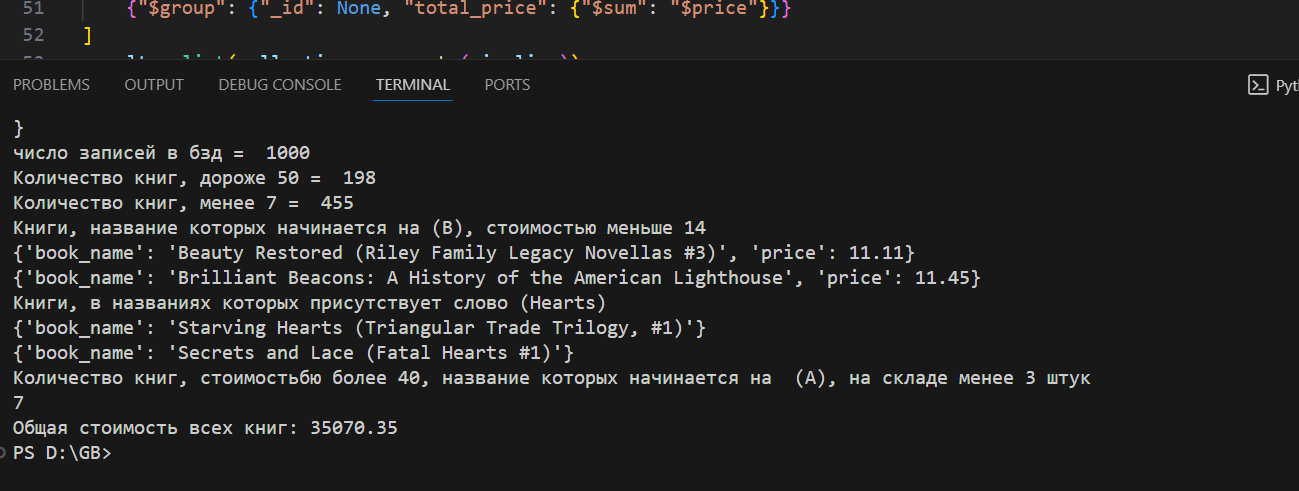 51 {"$group": {"_id": None, "total_price": {"$sum": "$price"}}}
52 ]
PROBLEMS OUTPUT DEBUG CONSOLE TERMINAL PORTS Pyt
}
число записей в бзд =  1000
Количество книг, дороже 50 =  198
Количество книг, менее 7 =  455
Книги, название которых начинается на (B), стоимостью меньше 14
{'book_name': 'Beauty Restored (Riley Family Legacy Novellas #3)', 'price': 11.11}
{'book_name': 'Brilliant Beacons: A History of the American Lighthouse', 'price': 11.45}
Книги, в названиях которых присутствует слово (Hearts)
{'book_name': 'Starving Hearts (Triangular Trade Trilogy, #1)'}
{'book_name': 'Secrets and Lace (Fatal Hearts #1)'}
Количество книг, стоимостьбю более 40, название которых начинается на  (A), на складе менее 3 штук
7
Общая стоимость всех книг: 35070.35
PS D:\GB>